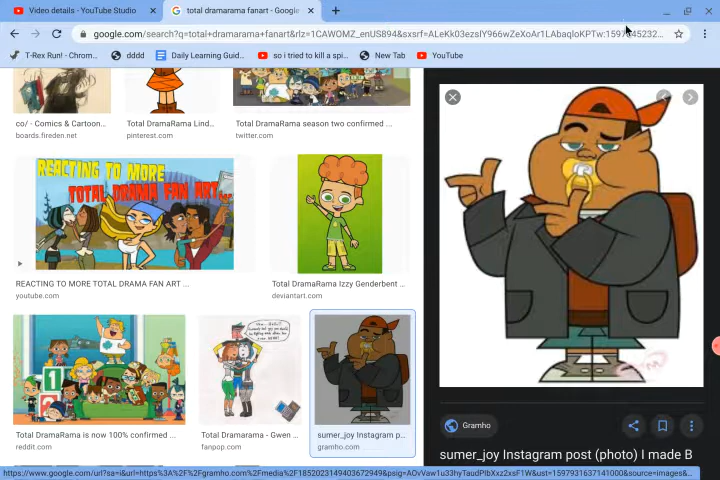 Video details - YouTube Studio
total dramarama fanart - Google
google.com/search?q=total+dramarama+fanart&rlz=1CAWOMZ_enUS894&sxsrf=ALeKk03ezslY966wZeXoAr1LAbaqIoKPTw:
T-Rex Run! - Chrom...
dddd
Daily Learning Guid...
so i tried to kill a spi...
New Tab
YouTube
co/ - Comics & Cartoon...
boards.fireden.net
Total DramaRama Lind...
pinterest.com
Total DramaRama season two confirmed ...
twitter.com
REACTING TO MORE
TOTAL DRAMA FAN ART...
REACTING TO MORE TOTAL DRAMA FAN ART ...
youtube.com
Total DramaRama Izzy Genderbent ...
deviantart.com
1
Total DramaRama is now 100% confirmed ...
reddit.com
Total Dramarama - Gwen ...
fanpop.com
sumer_joy Instagram p...
gramho.com
Gramho
sumer_joy Instagram post (photo) I made B
https://www.google.com/url?sa=i&url=https%3A%2F%2Fgramho.com%2Fmedia%2F1852023149403672949&psig=AOvVaw1u33hyTaudPIbXxz2xsF1W&ust=1597931637141000&source=images&...